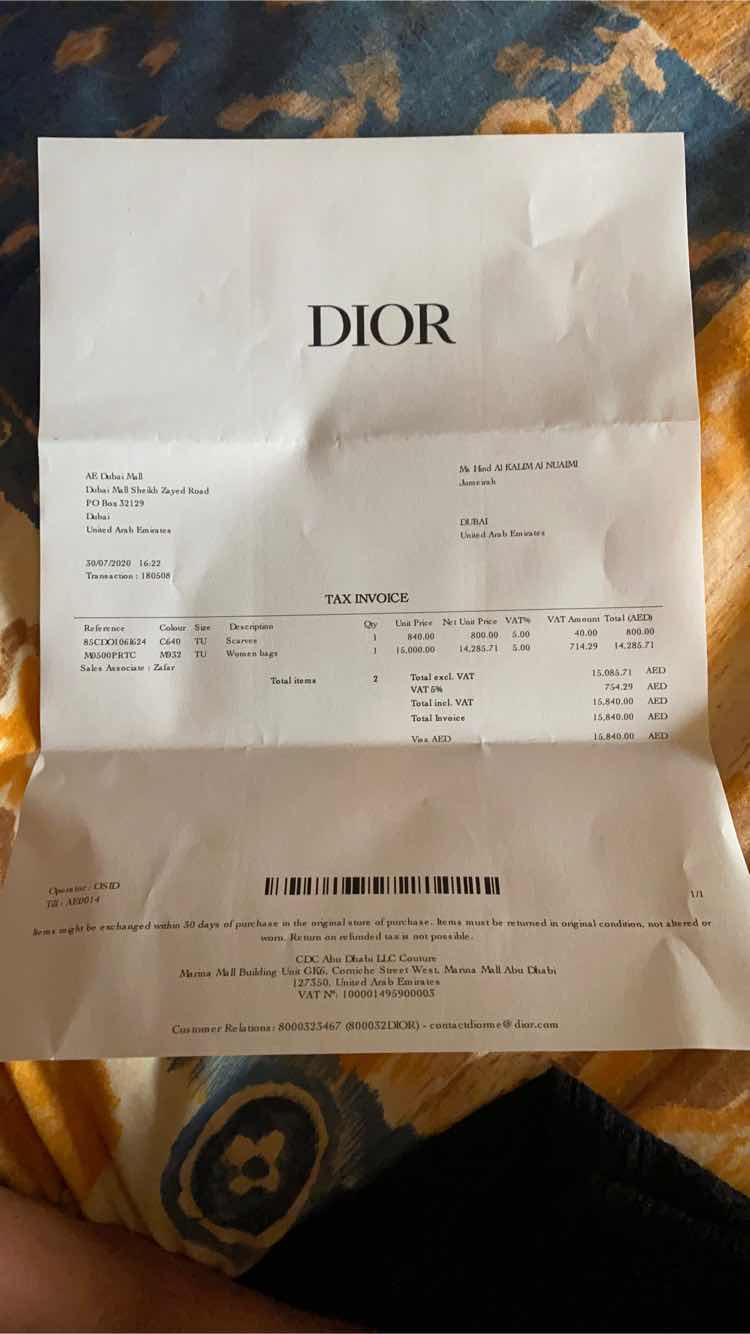 DIOR
AE Dubai Mall
Dubai Mall Sheikh Zayed Road
PO Box 32129
Dubai
United Arab Emirates
Ms Hind Al KALIM Al NUAIMI
Jumeirah
DUBAI
United Arab Emirates
30/07/2020 16:22
Transaction : 180508
TAX INVOICE
Reference Colour Size Description Qty Unit Price Net Unit Price VAT% VAT Amount Total (AED)
85CDO106I624 C640 TU Scarves 1 840.00 800.00 5.00 40.00 800.00
M0500PRTC M932 TU Women bags 1 15,000.00 14,285.71 5.00 714.29 14,285.71
Sales Associate : Zafar
Total items 2 Total excl. VAT 15,085.71 AED
VAT 5% 754.29 AED
Total incl. VAT 15,840.00 AED
Total Invoice 15,840.00 AED
Visa AED 15,840.00 AED
Operator : OSID
Till : AE0014
1/1
Items might be exchanged within 30 days of purchase in the original store of purchase. Items must be returned in original condition, not altered or
worn. Return on refunded tax is not possible.
CDC Abu Dhabi LLC Couture
Marina Mall Building Unit GK6, Corniche Street West, Marina Mall Abu Dhabi
127350, United Arab Emirates
VAT N°: 100001495900003
Customer Relations: 8000323467 (800032DIOR) - contactdiorme@dior.com